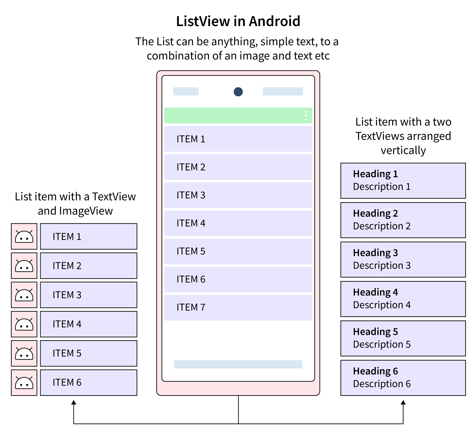 ListView in Android
The List can be anything, simple text, to a
combination of an image and text etc
List item with a TextView
and ImageView
ITEM 1
ITEM 2
ITEM 3
ITEM 4
ITEM 5
ITEM 6
ITEM 1
ITEM 2
ITEM 3
ITEM 4
ITEM 5
ITEM 6
ITEM 7
List item with a two
TextViews arranged
vertically
Heading 1
Description 1
Heading 2
Description 2
Heading 3
Description 3
Heading 4
Description 4
Heading 5
Description 5
Heading 6
Description 6